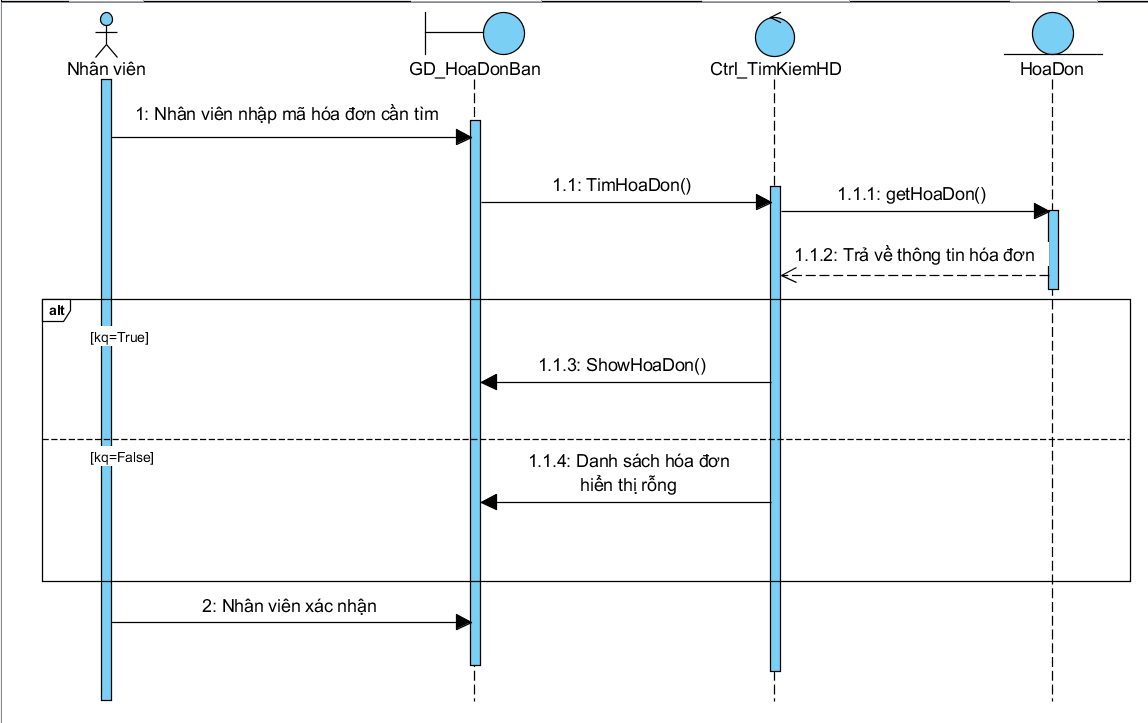 Nhân viên
GD_HoaDonBan
Ctrl_TimKiemHD
HoaDon
1: Nhân viên nhập mã hóa đơn cần tìm
1.1: TimHoaDon()
1.1.1: getHoaDon()
1.1.2: Trả về thông tin hóa đơn
alt
[kq=True]
1.1.3: ShowHoaDon()
[kq=False]
1.1.4: Danh sách hóa đơn
hiển thị rỗng
2: Nhân viên xác nhận